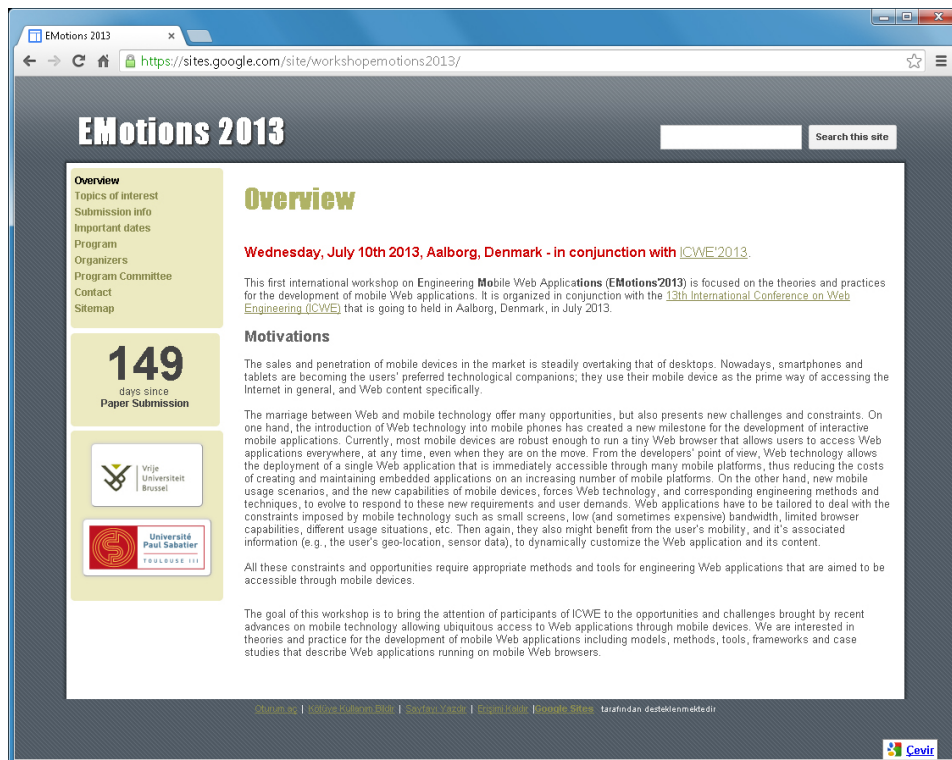 EMotions 2013
https://sites.google.com/site/workshopemotions2013/
EMotions 2013
Search this site
Overview
Topics of interest
Submission info
Important dates
Program
Organizers
Program Committee
Contact
Sitemap
149
days since
Paper Submission
Vrije
Universiteit
Brussel
Université
Paul Sabatier
TOULOUSE III
Overview
Wednesday, July 10th 2013, Aalborg, Denmark - in conjunction with ICWE'2013.
This first international workshop on Engineering Mobile Web Applications (EMotions'2013) is focused on the theories and practices
for the development of mobile Web applications. It is organized in conjunction with the 13th International Conference on Web
Engineering (ICWE) that is going to held in Aalborg, Denmark, in July 2013.
Motivations
The sales and penetration of mobile devices in the market is steadily overtaking that of desktops. Nowadays, smartphones and
tablets are becoming the users' preferred technological companions; they use their mobile device as the prime way of accessing the
Internet in general, and Web content specifically.
The marriage between Web and mobile technology offer many opportunities, but also presents new challenges and constraints. On
one hand, the introduction of Web technology into mobile phones has created a new milestone for the development of interactive
mobile applications. Currently, most mobile devices are robust enough to run a tiny Web browser that allows users to access Web
applications everywhere, at any time, even when they are on the move. From the developers' point of view, Web technology allows
the deployment of a single Web application that is immediately accessible through many mobile platforms, thus reducing the costs
of creating and maintaining embedded applications on an increasing number of mobile platforms. On the other hand, new mobile
usage scenarios, and the new capabilities of mobile devices, forces Web technology, and corresponding engineering methods and
techniques, to evolve to respond to these new requirements and user demands. Web applications have to be tailored to deal with the
constraints imposed by mobile technology such as small screens, low (and sometimes expensive) bandwidth, limited browser
capabilities, different usage situations, etc. Then again, they also might benefit from the user's mobility, and it's associated
information (e.g., the user's geo-location, sensor data), to dynamically customize the Web application and its content.
All these constraints and opportunities require appropriate methods and tools for engineering Web applications that are aimed to be
accessible through mobile devices.
The goal of this workshop is to bring the attention of participants of ICWE to the opportunities and challenges brought by recent
advances on mobile technology allowing ubiquitous access to Web applications through mobile devices. We are interested in
theories and practice for the development of mobile Web applications including models, methods, tools, frameworks and case
studies that describe Web applications running on mobile Web browsers.
Oturum aç | Kötüye Kullanım Bildir | Sayfayı Yazdır | Erişimi Kaldır |Google Sites tarafından desteklenmektedir
Çevir